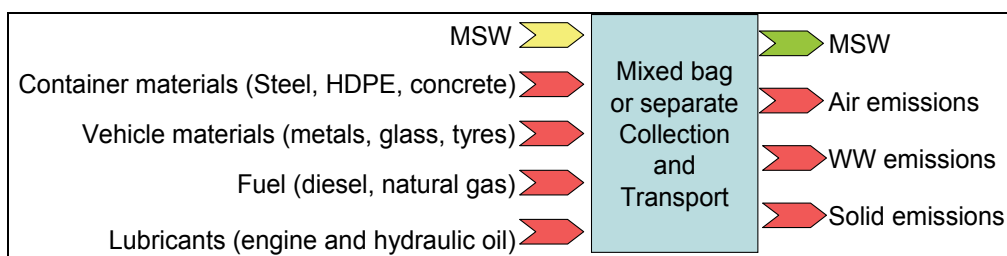 MSW
Container materials (Steel, HDPE, concrete)
Vehicle materials (metals, glass, tyres)
Fuel (diesel, natural gas)
Lubricants (engine and hydraulic oil)
Mixed bag
or separate
Collection
and
Transport
MSW
Air emissions
WW emissions
Solid emissions